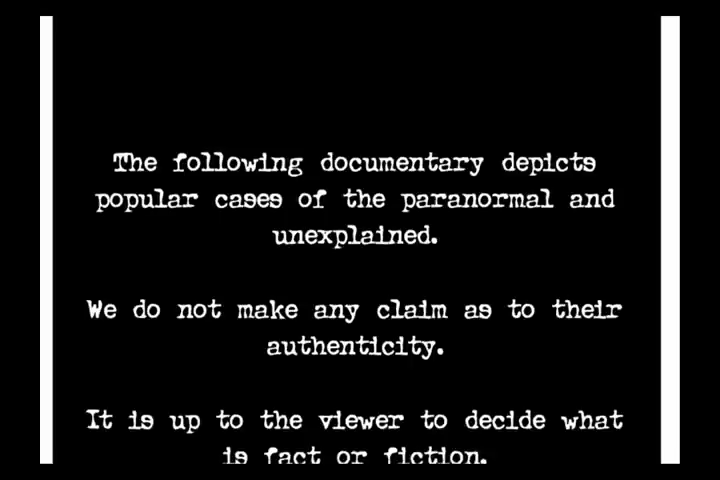 The following documentary depicts
popular cases of the paranormal and
unexplained.
We do not make any claim as to their
authenticity.
It is up to the viewer to decide what
is fact or fiction.